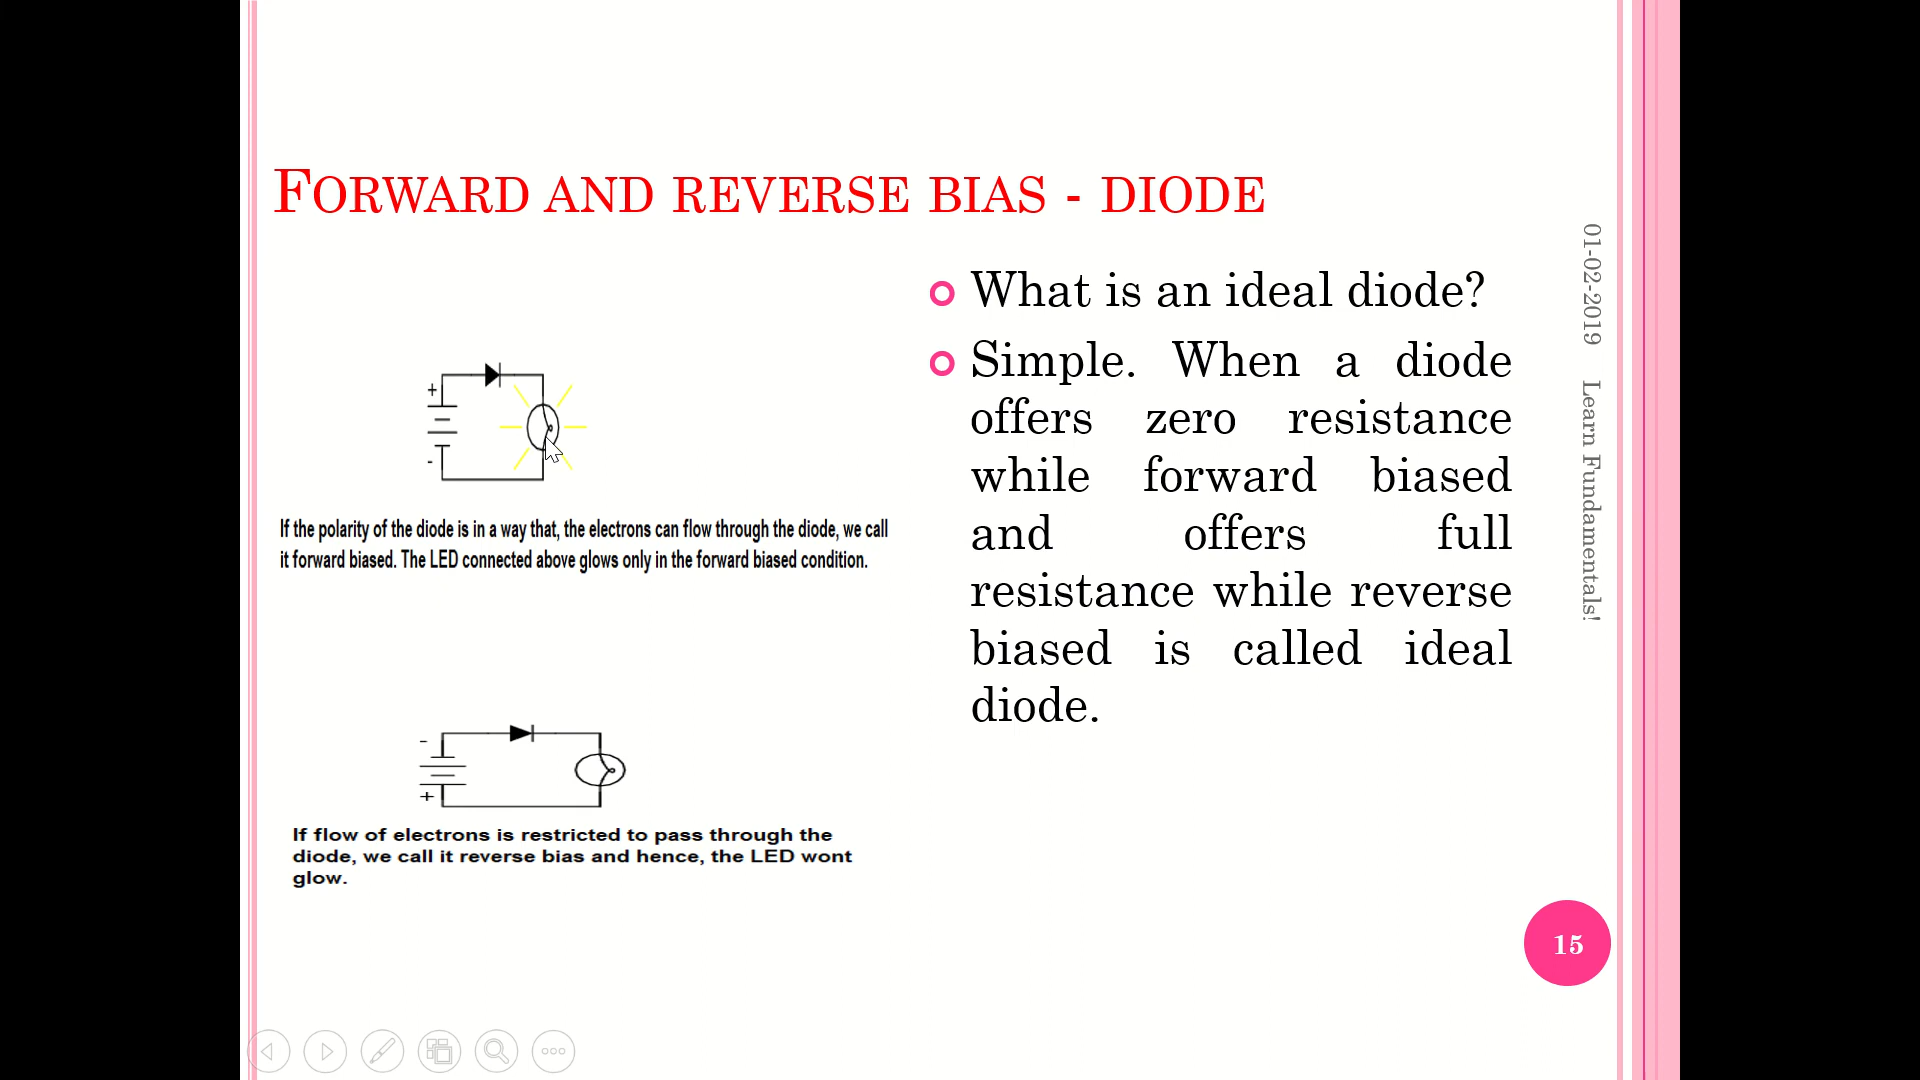 FORWARD AND REVERSE BIAS - DIODE
+
-
If the polarity of the diode is in a way that, the electrons can flow through the diode, we call
it forward biased. The LED connected above glows only in the forward biased condition.
-
+
If flow of electrons is restricted to pass through the
diode, we call it reverse bias and hence, the LED wont
glow.
What is an ideal diode?
Simple. When a diode
offers zero resistance
while forward biased
and offers full
resistance while reverse
biased is called ideal
diode.
01-02-2019 Learn Fundamentals!
15